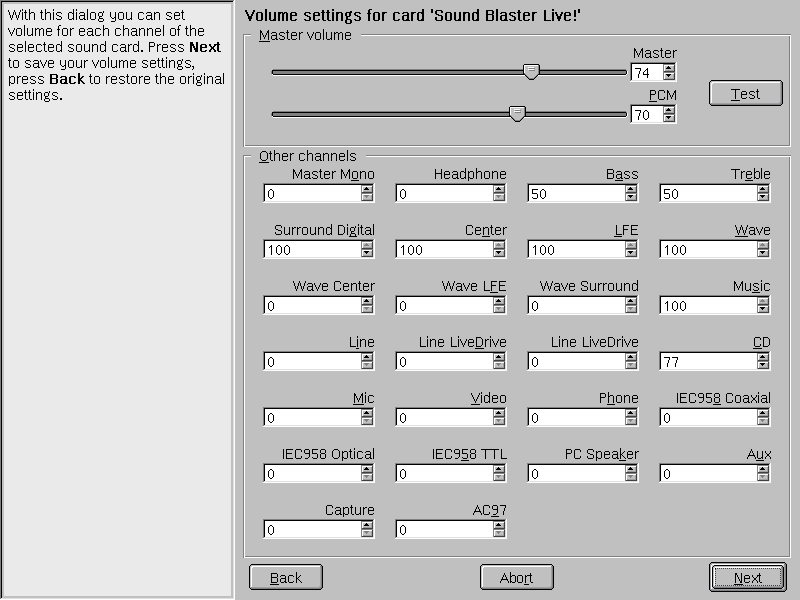 With this dialog you can set
volume for each channel of the
selected sound card. Press Next
to save your volume settings,
press Back to restore the original
settings.
Volume settings for card 'Sound Blaster Live!'
Master volume
Master
74
PCM
70
Test
Other channels
Master Mono Headphone Bass Treble
0 0 50 50
Surround Digital Center LFE Wave
100 100 100 100
Wave Center Wave LFE Wave Surround Music
0 0 0 100
Line Line LiveDrive Line LiveDrive CD
0 0 0 77
Mic Video Phone IEC958 Coaxial
0 0 0 0
IEC958 Optical IEC958 TTL PC Speaker Aux
0 0 0 0
Capture AC97
0 0
Back Abort Next